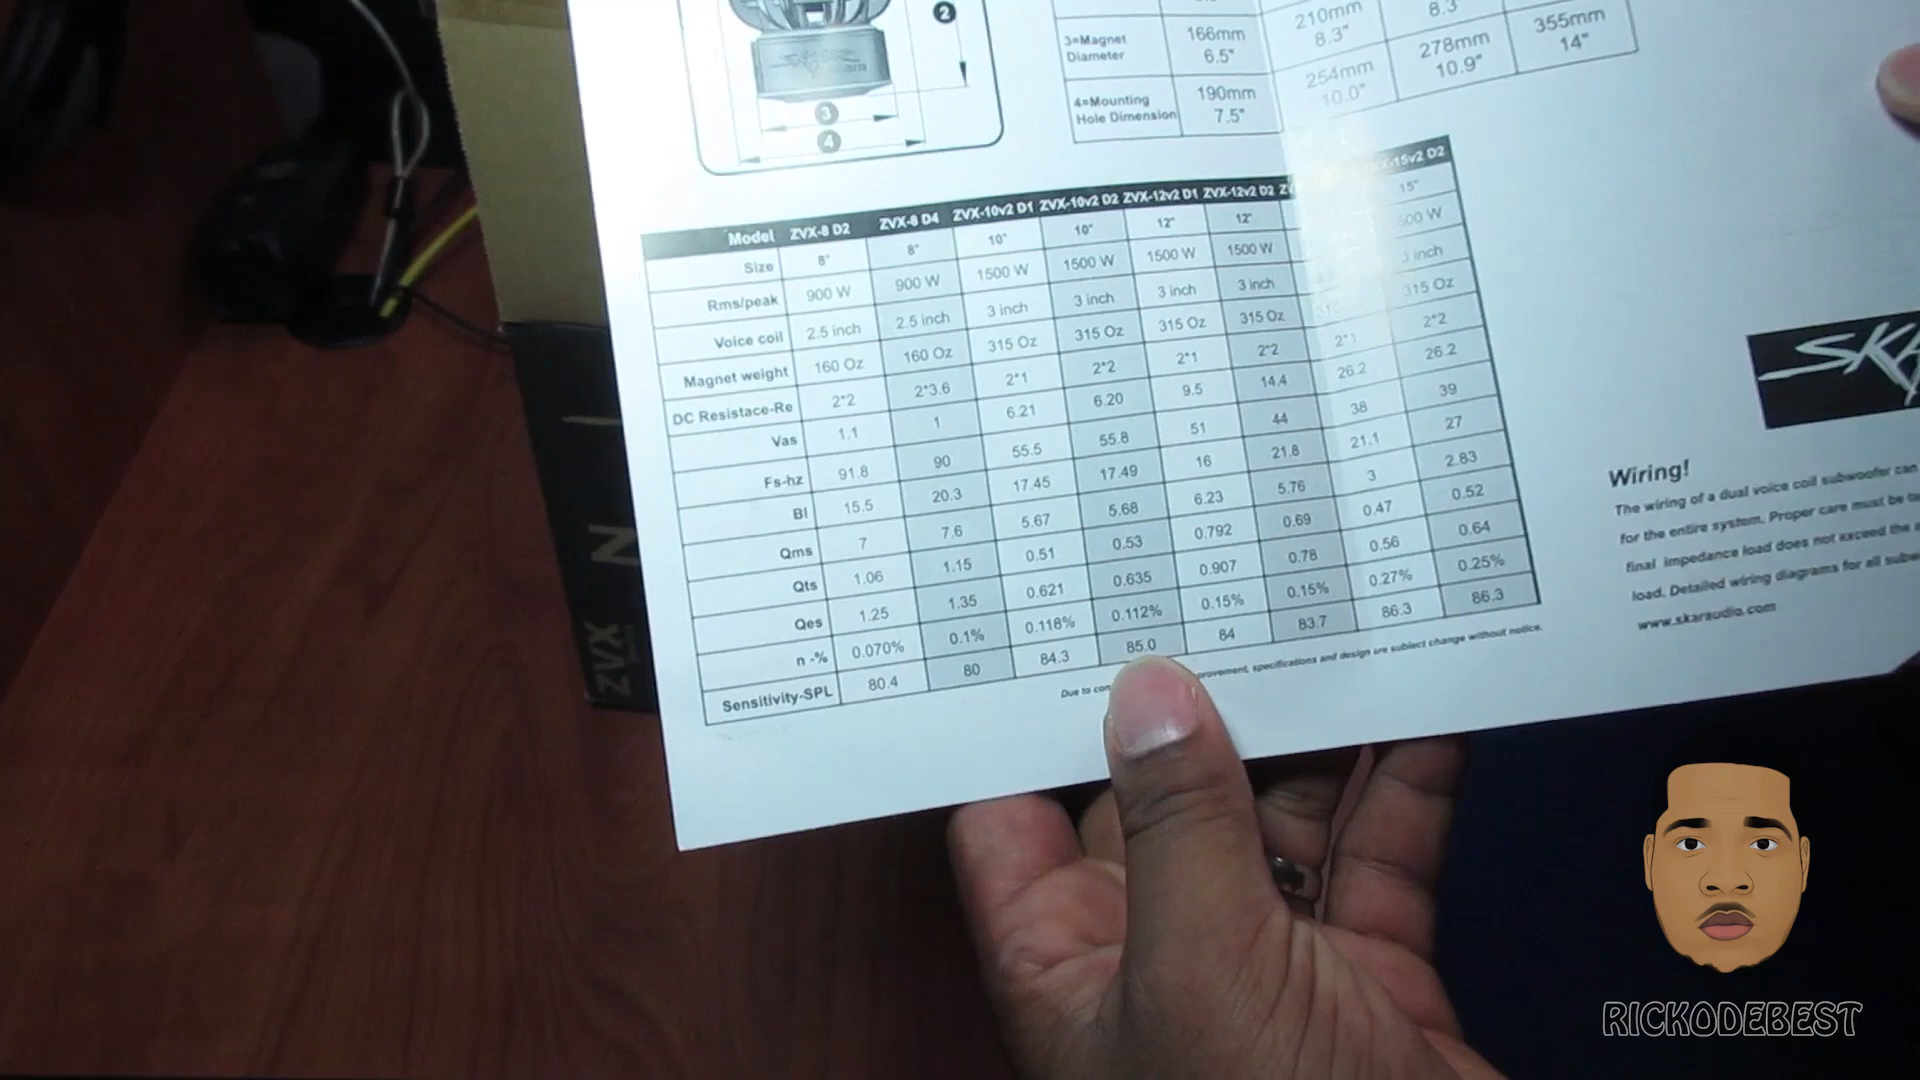 2
3
4
210mm
8.3"
8.3"
355mm
14"
3=Magnet
Diameter
166mm
6.5"
254mm
10.0"
278mm
10.9"
4=Mounting
Hole Dimension
190mm
7.5"
Model ZVX-8 D2 ZVX-8 D4 ZVX-10v2 D1 ZVX-10v2 D2 ZVX-12v2 D1 ZVX-12v2 D2
Size 8" 8" 10" 10" 12" 12" 15"
Rms/peak 900 W 900 W 1500 W 1500 W 1500 W 1500 W
Voice coil 2.5 inch 2.5 inch 3 inch 3 inch 3 inch 3 inch 3 inch
Magnet weight 160 Oz 160 Oz 315 Oz 315 Oz 315 Oz 315 Oz 315 Oz
DC Resistace-Re 2*2 2*3.6 2*1 2*2 2*1 2*2 2*1 2*2
Vas 1.1 1 6.21 6.20 9.5 14.4 26.2 26.2
Fs-hz 91.8 90 55.5 55.8 51 44 38 39
Bl 15.5 20.3 17.45 17.49 16 21.8 21.1 27
Qms 7 7.6 5.67 5.68 6.23 5.76 3 2.83
Qts 1.06 1.15 0.51 0.53 0.792 0.69 0.47 0.52
Qes 1.25 1.35 0.621 0.635 0.907 0.78 0.56 0.64
n -% 0.070% 0.1% 0.118% 0.112% 0.15% 0.15% 0.27% 0.25%
Sensitivity-SPL 80.4 80 84.3 85.0 84 83.7 86.3 86.3
Due to specifications and design are subject change without notice.
Wiring!
The wiring of a dual voice coil subwoofer can
for the entire system. Proper care must be
final impedance load does not exceed the
load. Detailed wiring diagrams for all
www.skaraudio.com
ZVX
RICKODEBEST